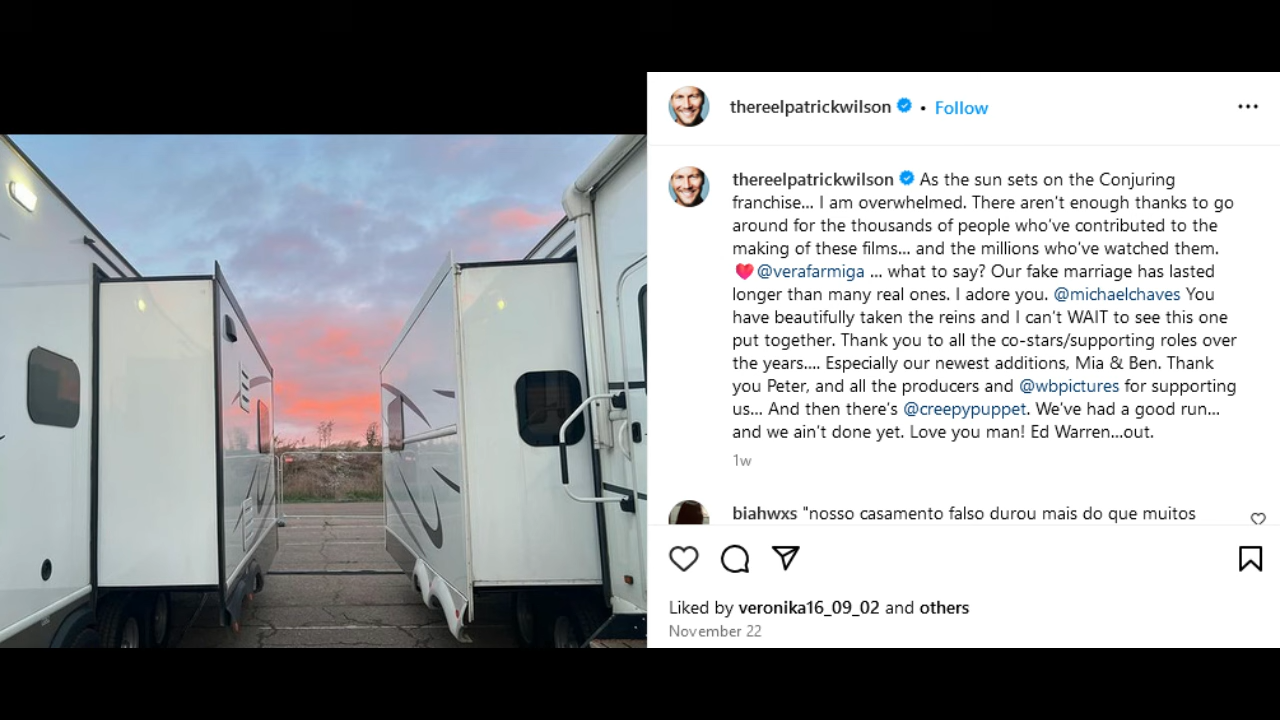 thereelpatrickwilson • Follow
thereelpatrickwilson As the sun sets on the Conjuring
franchise... I am overwhelmed. There aren't enough thanks to go
around for the thousands of people who've contributed to the
making of these films... and the millions who've watched them.
❤️ @verafarmiga ... what to say? Our fake marriage has lasted
longer than many real ones. I adore you. @michaelchaves You
have beautifully taken the reins and I can't WAIT to see this one
put together. Thank you to all the co-stars/supporting roles over
the years.... Especially our newest additions, Mia & Ben. Thank
you Peter, and all the producers and @wbpictures for supporting
us... And then there's @creepypuppet. We've had a good run...
and we ain't done yet. Love you man! Ed Warren...out.
1w
biahwxs "nosso casamento falso durou mais do que muitos
Liked by veronika16_09_02 and others
November 22